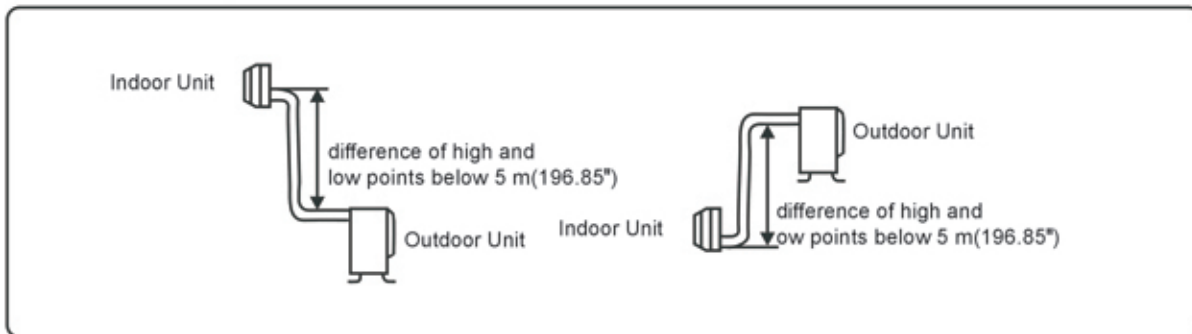 Indoor Unit
difference of high and
low points below 5 m(196.85")
Outdoor Unit
Outdoor Unit
Indoor Unit
difference of high and
ow points below 5 m(196.85")